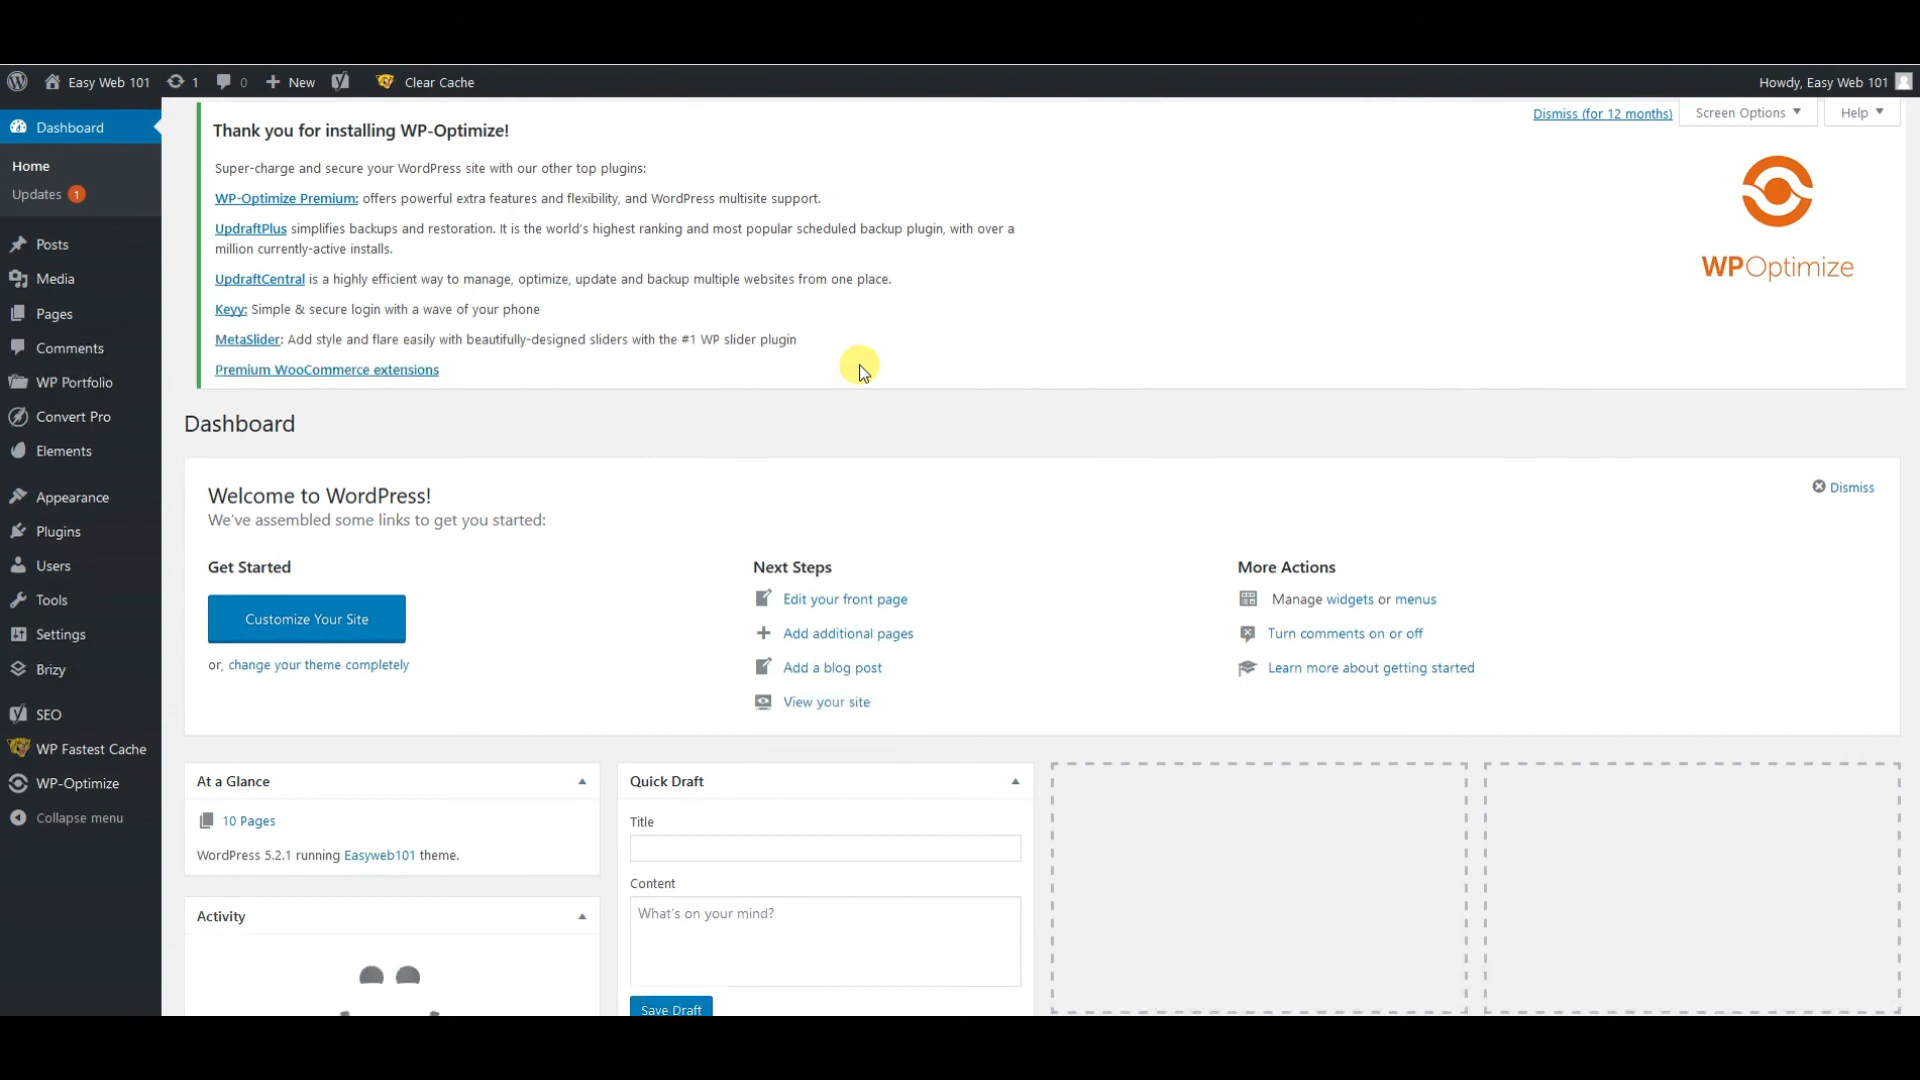 Easy Web 101 1 0 New Clear Cache Howdy, Easy Web 101
Dashboard
Home
Updates 1
Posts
Media
Pages
Comments
WP Portfolio
Convert Pro
Elements
Appearance
Plugins
Users
Tools
Settings
Brizy
SEO
WP Fastest Cache
WP-Optimize
Collapse menu
Dismiss (for 12 months) Screen Options Help
Thank you for installing WP-Optimize!
Super-charge and secure your WordPress site with our other top plugins:
WP-Optimize Premium: offers powerful extra features and flexibility, and WordPress multisite support.
UpdraftPlus simplifies backups and restoration. It is the world's highest ranking and most popular scheduled backup plugin, with over a
million currently-active installs.
UpdraftCentral is a highly efficient way to manage, optimize, update and backup multiple websites from one place.
Keyy: Simple & secure login with a wave of your phone
MetaSlider: Add style and flare easily with beautifully-designed sliders with the #1 WP slider plugin
Premium WooCommerce extensions
WPOptimize
Dashboard
Welcome to WordPress!
We've assembled some links to get you started:
Dismiss
Get Started
Customize Your Site
or, change your theme completely
Next Steps
Edit your front page
Add additional pages
Add a blog post
View your site
More Actions
Manage widgets or menus
Turn comments on or off
Learn more about getting started
At a Glance
10 Pages
WordPress 5.2.1 running Easyweb101 theme.
Activity
Quick Draft
Title
Content
What's on your mind?
Save Draft